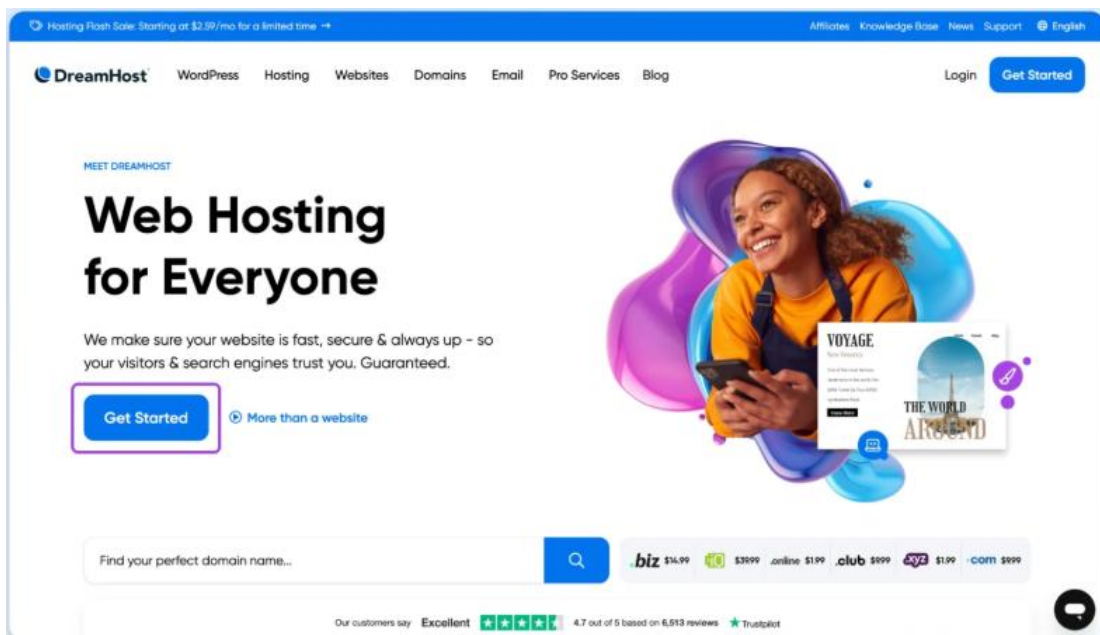 Hosting Flash Sale: Starting at $2.59/mo for a limited time →
Affiliates Knowledge Base News Support English
DreamHost WordPress Hosting Websites Domains Email Pro Services Blog Login Get Started
MEET DREAMHOST
Web Hosting
for Everyone
We make sure your website is fast, secure & always up - so
your visitors & search engines trust you. Guaranteed.
Get Started More than a website
VOYAGE
THE WORLD
AROUND
Find your perfect domain name...
.biz $14.99 $39.99 .online $1.99 .club $9.99 .xyz $1.99 .com $9.99
Our customers say Excellent 4.7 out of 5 based on 6,513 reviews Trustpilot